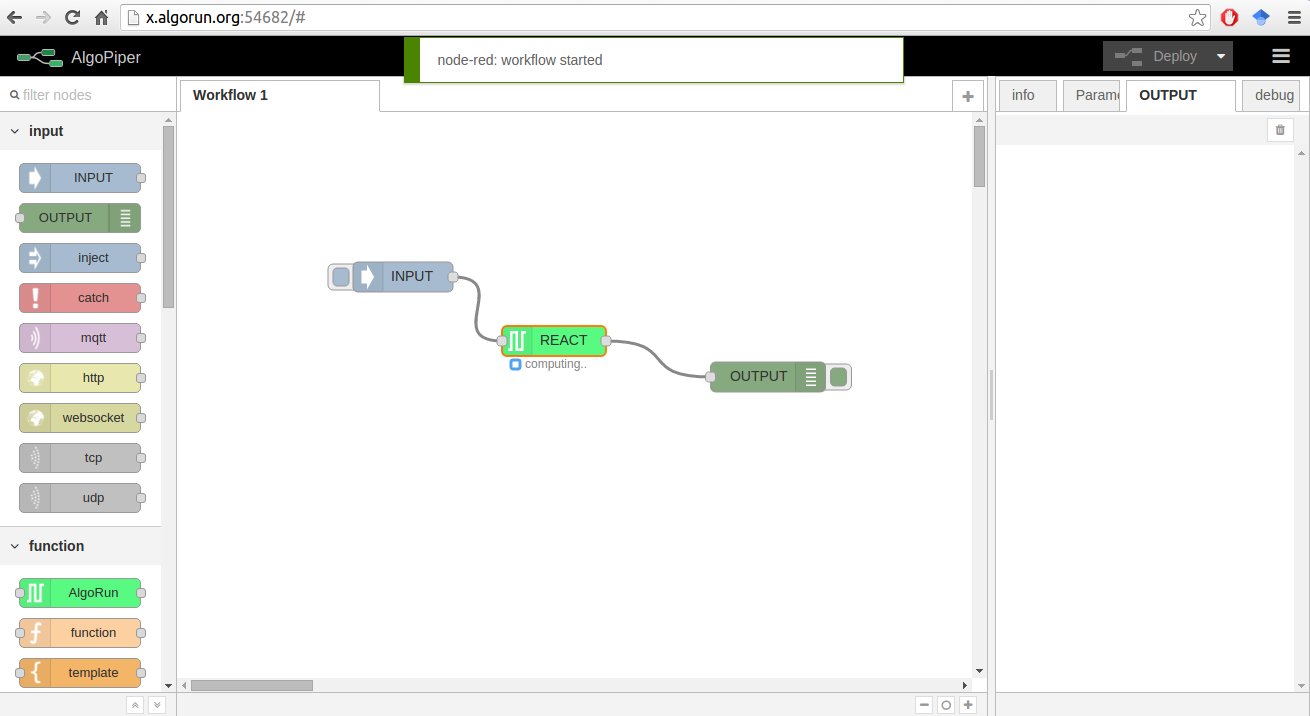 x.algorun.org:54682/#
AlgoPiper
node-red: workflow started
Deploy
filter nodes
Workflow 1
info
Param
OUTPUT
debug
input
INPUT
OUTPUT
inject
catch
mqtt
http
websocket
tcp
udp
function
AlgoRun
function
template
INPUT
REACT
computing..
OUTPUT